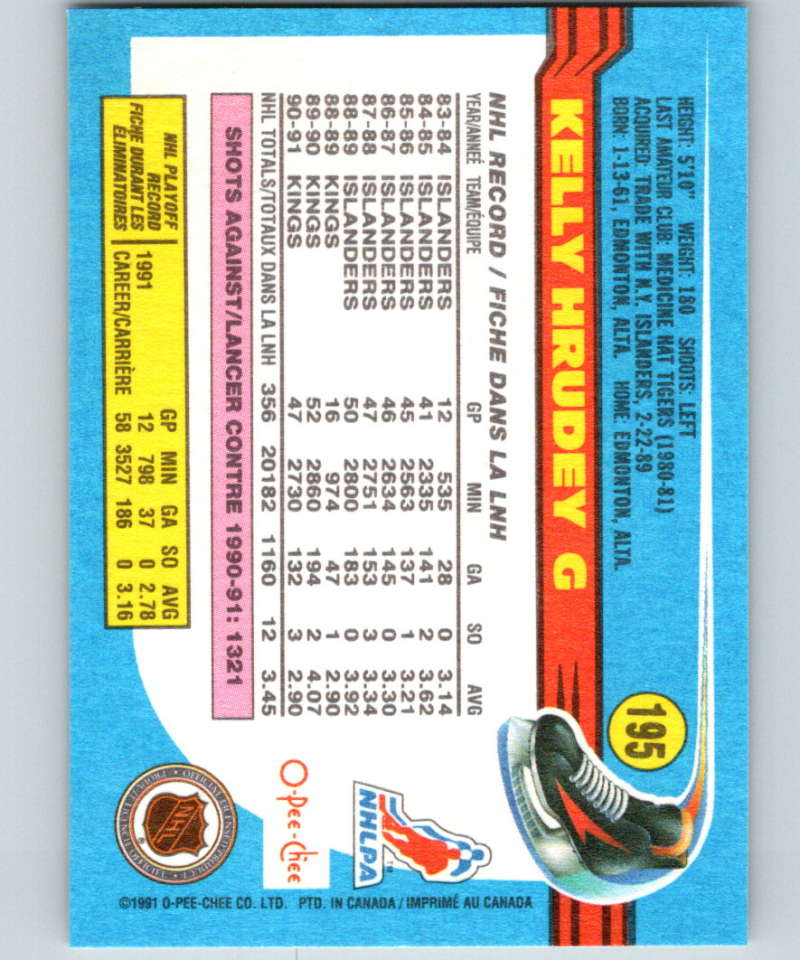 195
HEIGHT: 5'10" WEIGHT: 180 SHOOTS: LEFT
LAST AMATEUR CLUB: MEDICINE HAT TIGERS (1980-81)
ACQUIRED: TRADE WITH N.Y. ISLANDERS, 2-22-89
BORN: 1-13-61, EDMONTON, ALTA. HOME: EDMONTON, ALTA.
KELLY HRUDEY G
NHL RECORD / FICHE DANS LA LNH
YEAR/ANNÉE TEAM/ÉQUIPE GP MIN GA SO AVG
83-84 ISLANDERS 12 535 28 0 3.14
84-85 ISLANDERS 41 2335 141 2 3.62
85-86 ISLANDERS 45 2563 137 1 3.21
86-87 ISLANDERS 46 2634 145 0 3.30
87-88 ISLANDERS 47 2751 153 3 3.34
88-89 ISLANDERS 50 2800 183 0 3.92
88-89 KINGS 16 974 47 1 2.90
89-90 KINGS 52 2860 194 2 4.07
90-91 KINGS 47 2730 132 3 2.90
NHL TOTALS/TOTAUX DANS LA LNH 356 20182 1160 12 3.45
SHOTS AGAINST/LANCER CONTRE 1990-91: 1321
NHL PLAYOFF
RECORD
FICHE DURANT LES
ÉLIMINATOIRES
GP MIN GA SO AVG
1991 12 798 37 0 2.78
CAREER/CARRIÈRE 58 3527 186 0 3.16
NHLPA
TM
O-Pee-Chee
NHL
OFFICIAL LICENSED PRODUCT
®
©1991 O-PEE-CHEE CO. LTD. PTD. IN CANADA / IMPRIMÉ AU CANADA